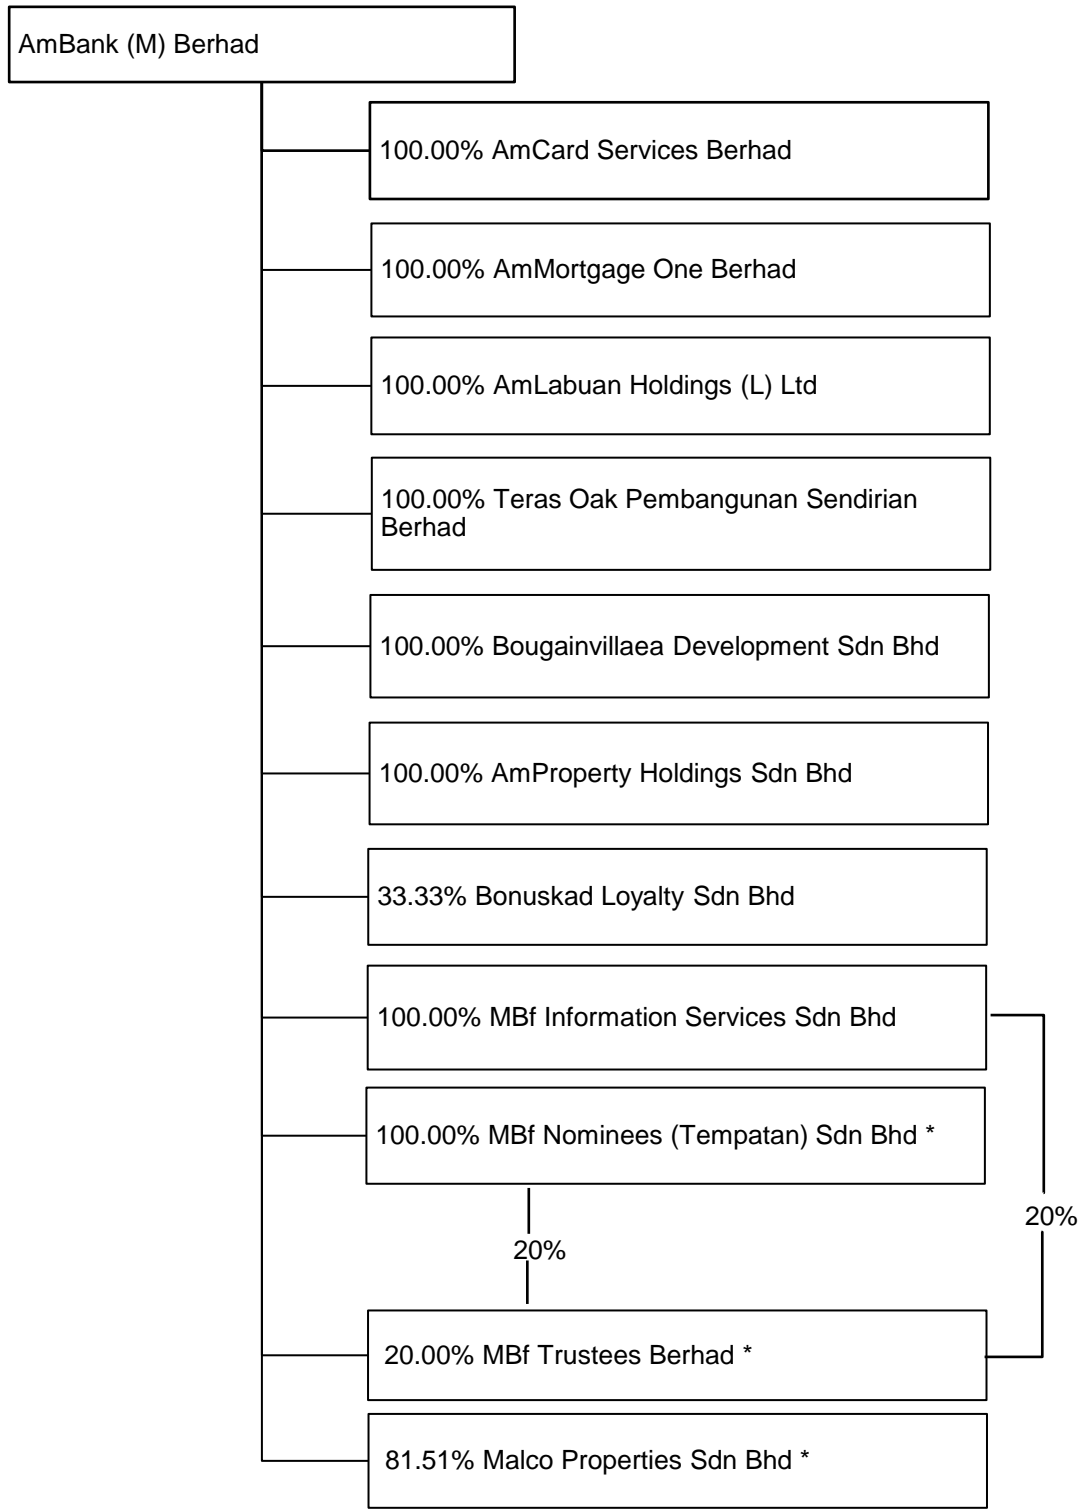 AmBank (M) Berhad
100.00% AmCard Services Berhad
100.00% AmMortgage One Berhad
100.00% AmLabuan Holdings (L) Ltd
100.00% Teras Oak Pembangunan Sendirian
Berhad
100.00% Bougainvillaea Development Sdn Bhd
100.00% AmProperty Holdings Sdn Bhd
33.33% Bonuskad Loyalty Sdn Bhd
100.00% MBf Information Services Sdn Bhd
100.00% MBf Nominees (Tempatan) Sdn Bhd *
20%
20%
20.00% MBf Trustees Berhad *
81.51% Malco Properties Sdn Bhd *